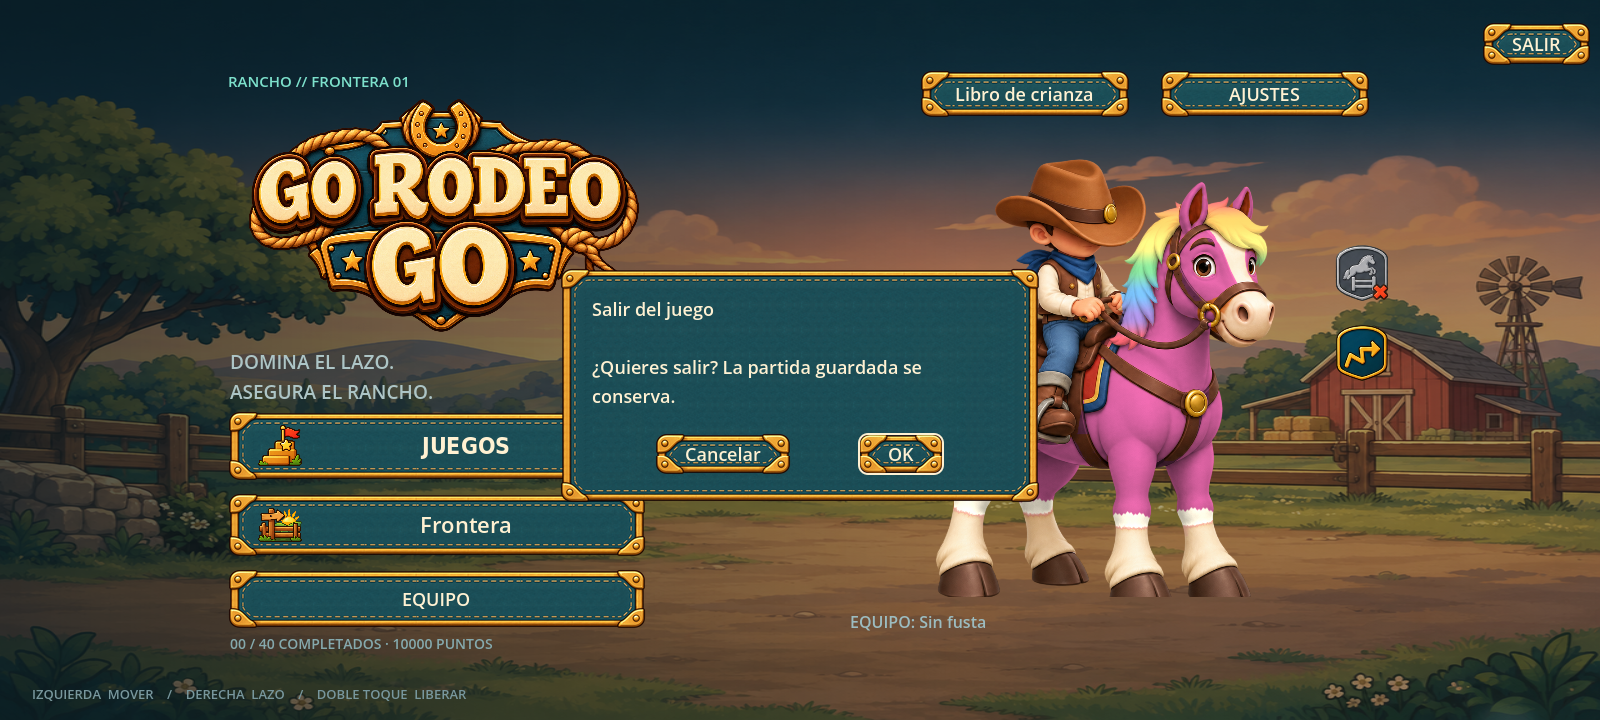 SALIR
RANCHO // FRONTERA 01
Libro de crianza
AJUSTES
GO RODEO
GO
Salir del juego
¿Quieres salir? La partida guardada se
conserva.
Cancelar
OK
DOMINA EL LAZO.
ASEGURA EL RANCHO.
JUEGOS
Frontera
EQUIPO
00 / 40 COMPLETADOS · 10000 PUNTOS
EQUIPO: Sin fusta
IZQUIERDA MOVER / DERECHA LAZO / DOBLE TOQUE LIBERAR